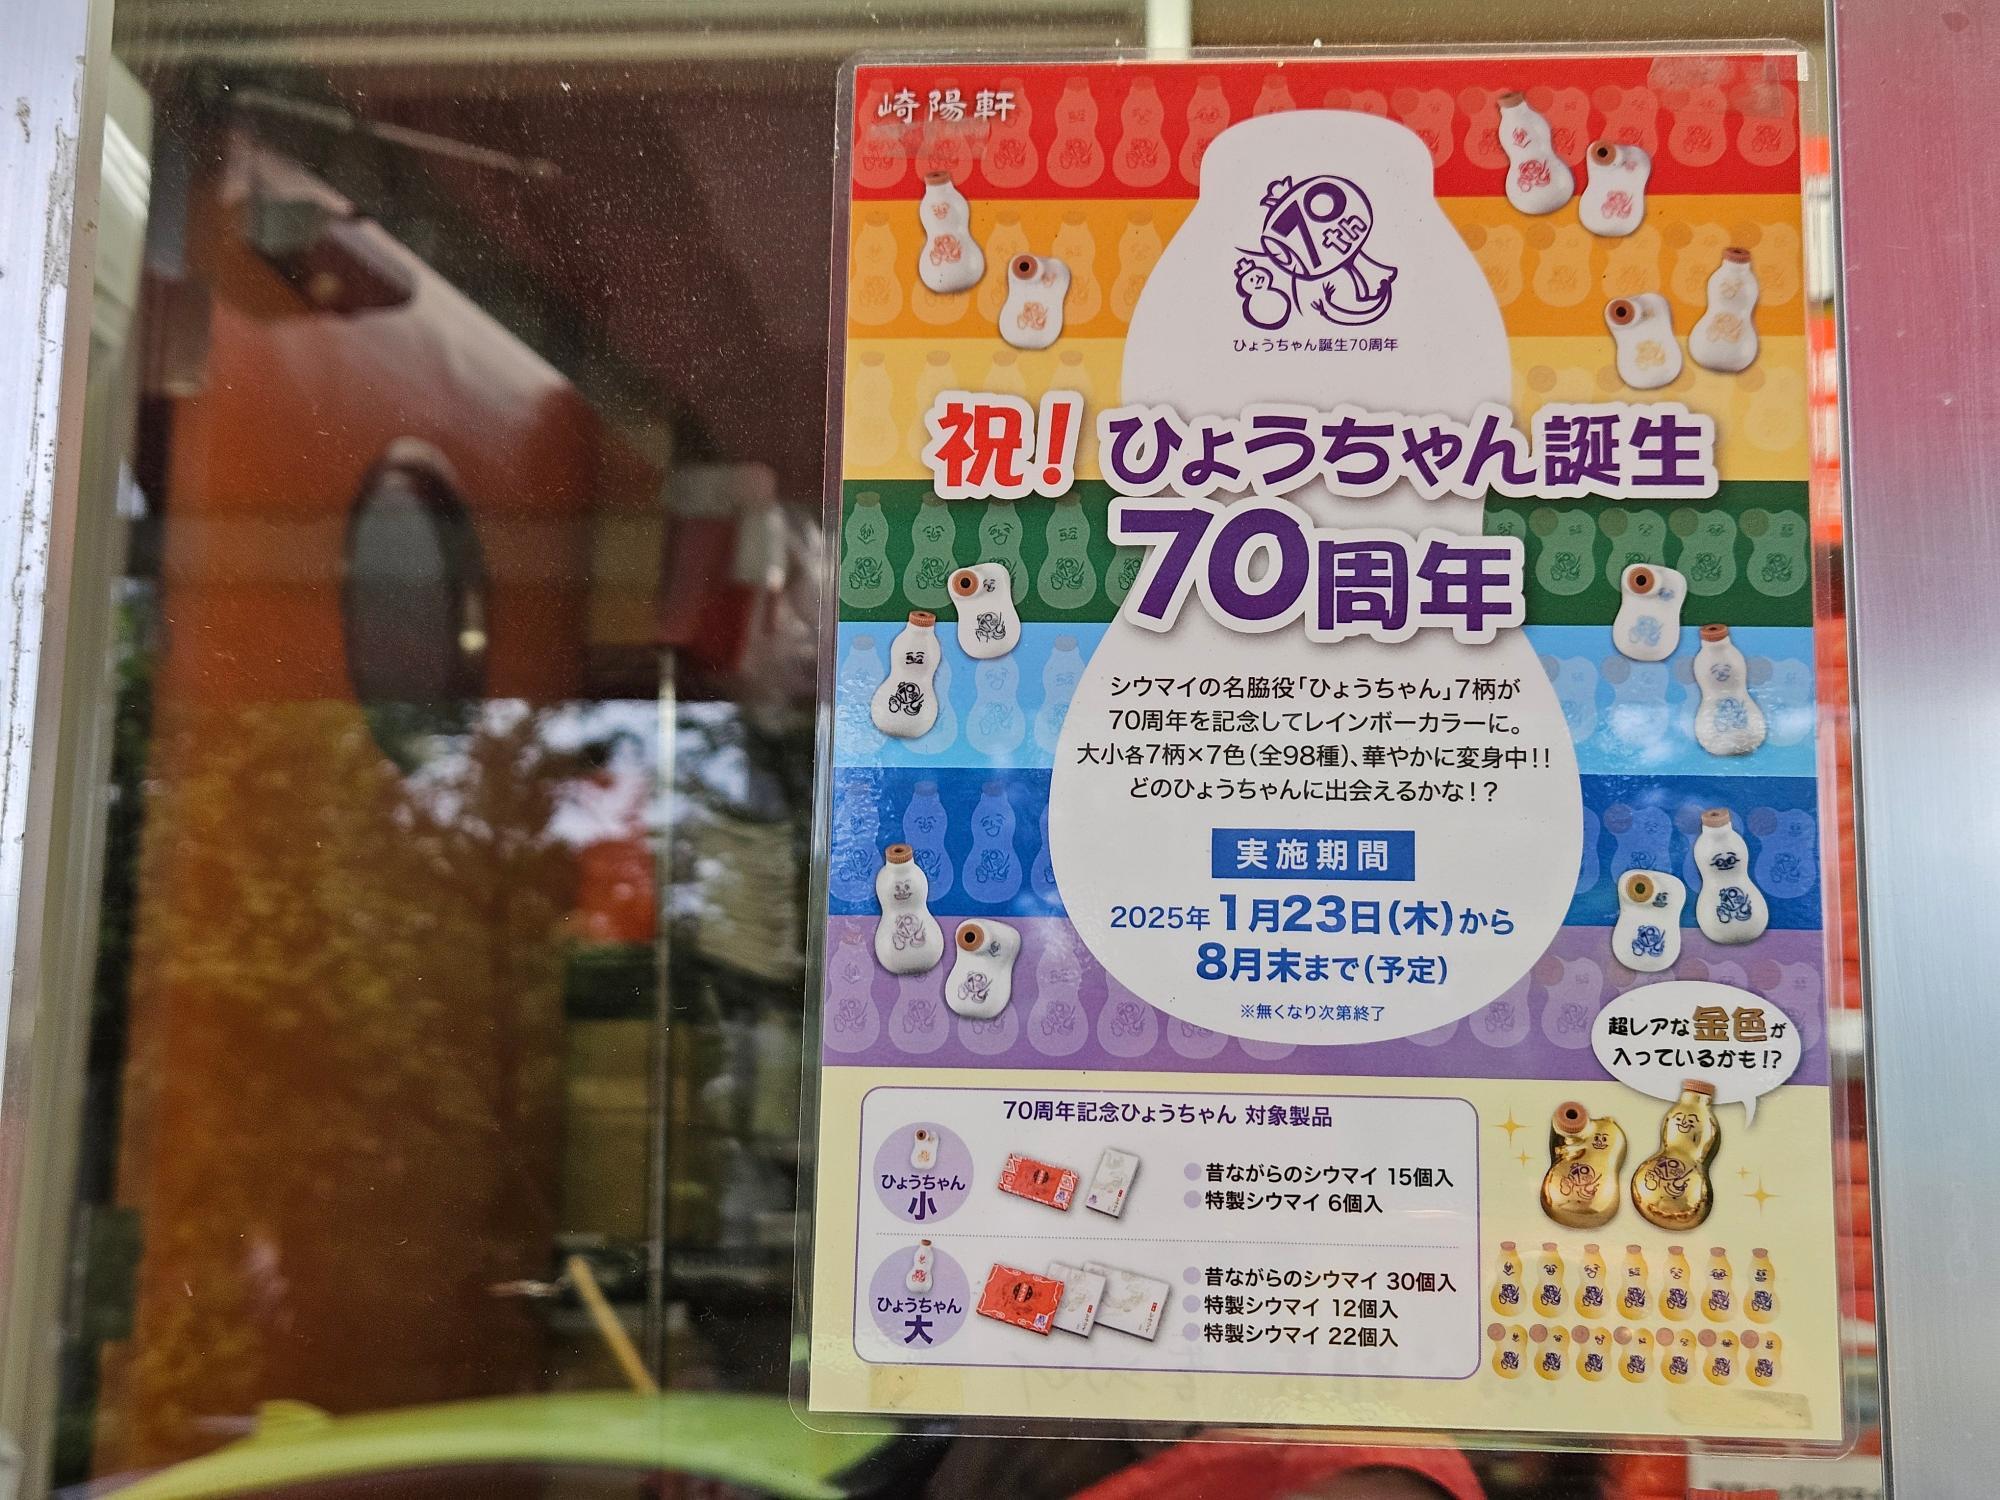 崎陽軒
70th
ひょうちゃん誕生70周年
祝！ひょうちゃん誕生
70周年
シウマイの名脇役「ひょうちゃん」7柄が
70周年を記念してレインボーカラーに。
大小各7柄×7色（全98種）、華やかに変身中!!
どのひょうちゃんに出会えるかな！？
実施期間
2025年1月23日（木）から
8月末まで（予定）
※無くなり次第終了
超レアな金色が
入っているかも！?
70周年記念ひょうちゃん 対象製品
ひょうちゃん
小
昔ながらのシウマイ 15個入
特製シウマイ 6個入
ひょうちゃん
大
昔ながらのシウマイ 30個入
特製シウマイ 12個入
特製シウマイ 22個入